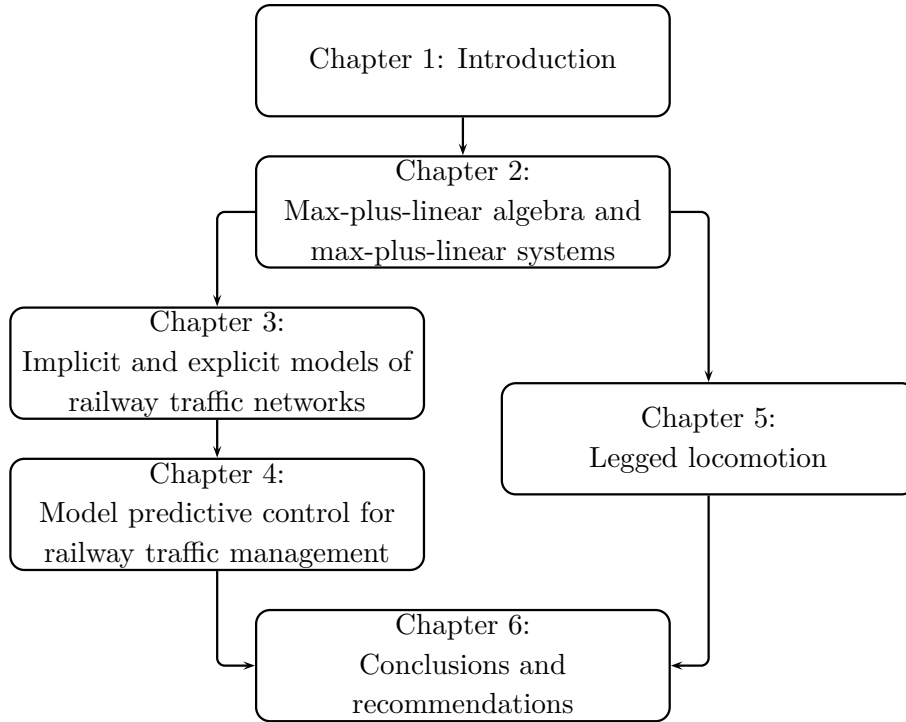 Chapter 1: Introduction
Chapter 2:
Max-plus-linear algebra and
max-plus-linear systems
Chapter 3:
Implicit and explicit models of
railway traffic networks
Chapter 4:
Model predictive control for
railway traffic management
Chapter 5:
Legged locomotion
Chapter 6:
Conclusions and
recommendations